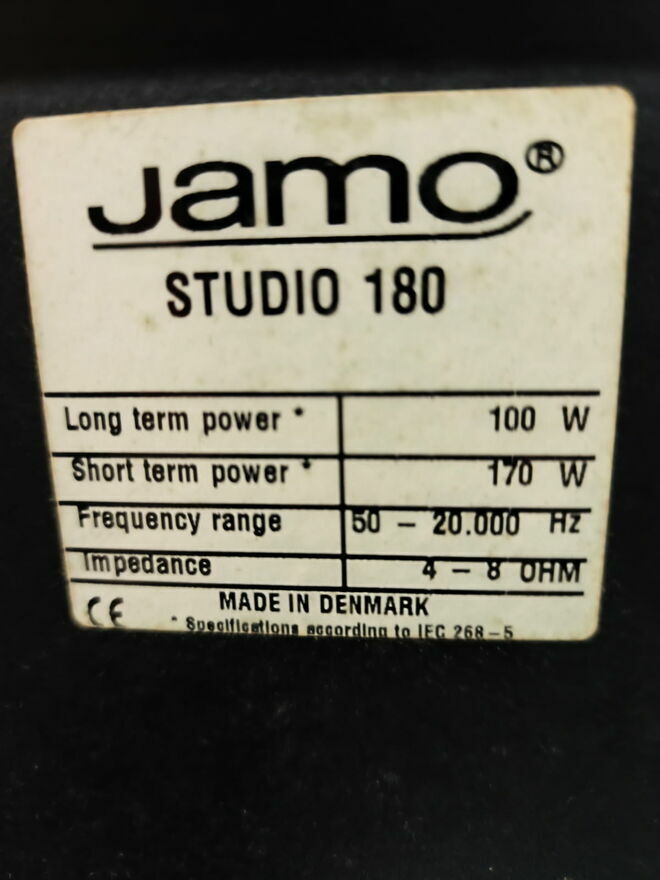 Jamo®
STUDIO 180
Long term power * 100 W
Short term power * 170 W
Frequency range 50 – 20.000 Hz
Impedance 4 – 8 OHM
CE MADE IN DENMARK
* Specifications according to IEC 268-5